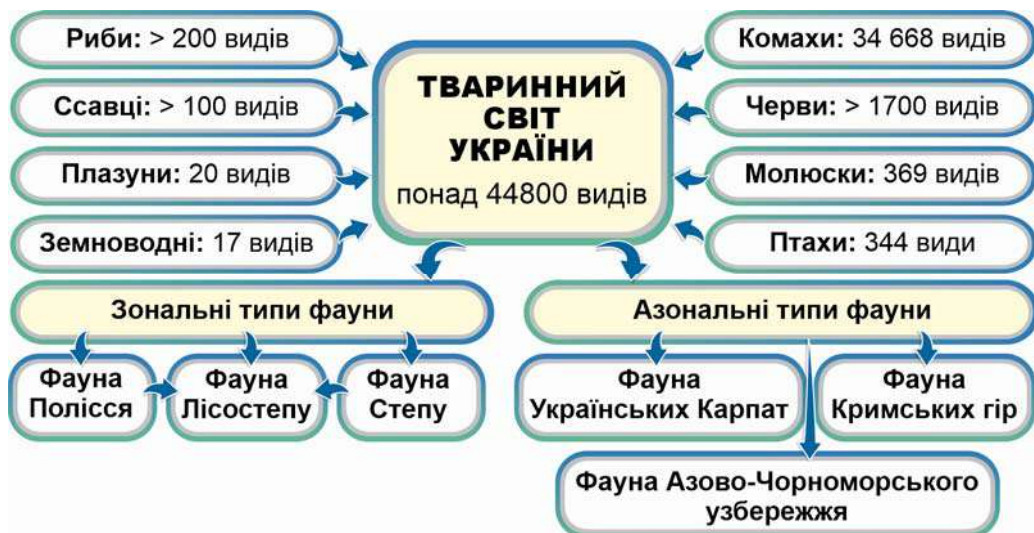 Риби: > 200 видів
Ссавці: > 100 видів
Плазуни: 20 видів
Земноводні: 17 видів
ТВАРИННИЙ
СВІТ
УКРАЇНИ
понад 44800 видів
Комахи: 34 668 видів
Черви: > 1700 видів
Молюски: 369 видів
Птахи: 344 види
Зональні типи фауни
Фауна
Полісся
Фауна
Лісостепу
Фауна
Степу
Азональні типи фауни
Фауна
Українських Карпат
Фауна
Кримських гір
Фауна Азово-Чорноморського
узбережжя